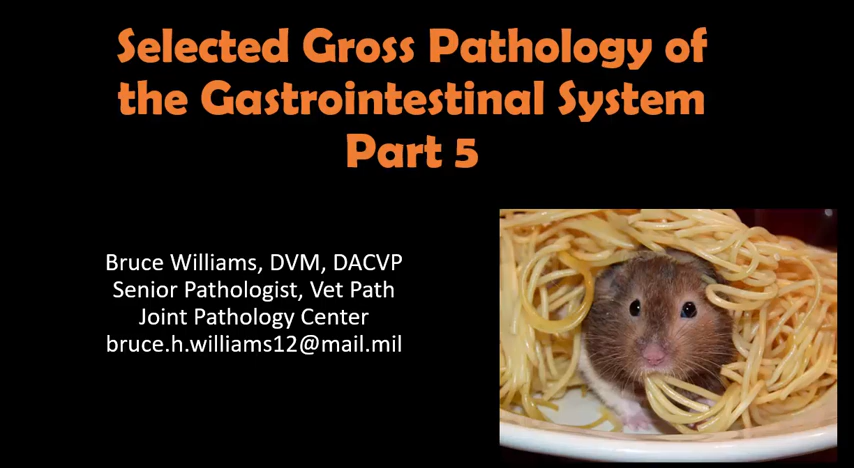 Selected Gross Pathology of
the Gastrointestinal System
Part 5
Bruce Williams, DVM, DACVP
Senior Pathologist, Vet Path
Joint Pathology Center
bruce.h.williams12@mail.mil